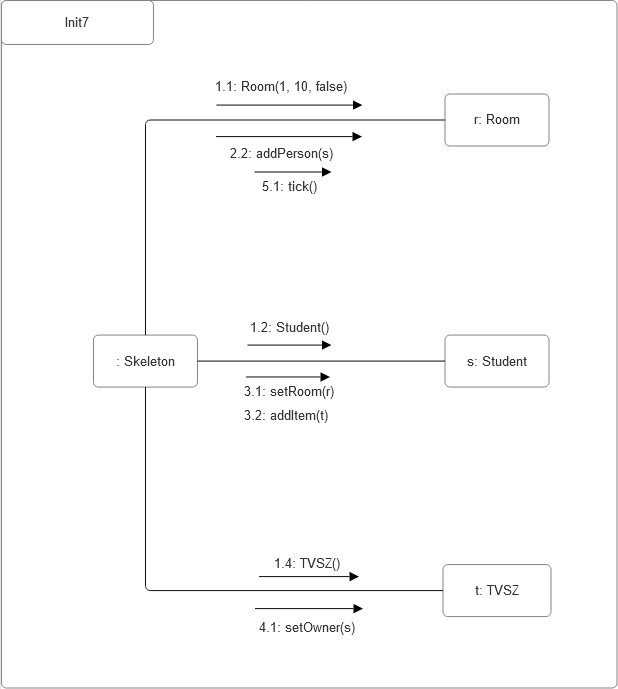 Init7
1.1: Room(1, 10, false)
r: Room
2.2: addPerson(s)
5.1: tick()
1.2: Student()
: Skeleton
s: Student
3.1: setRoom(r)
3.2: addItem(t)
1.4: TVSZ()
t: TVSZ
4.1: setOwner(s)